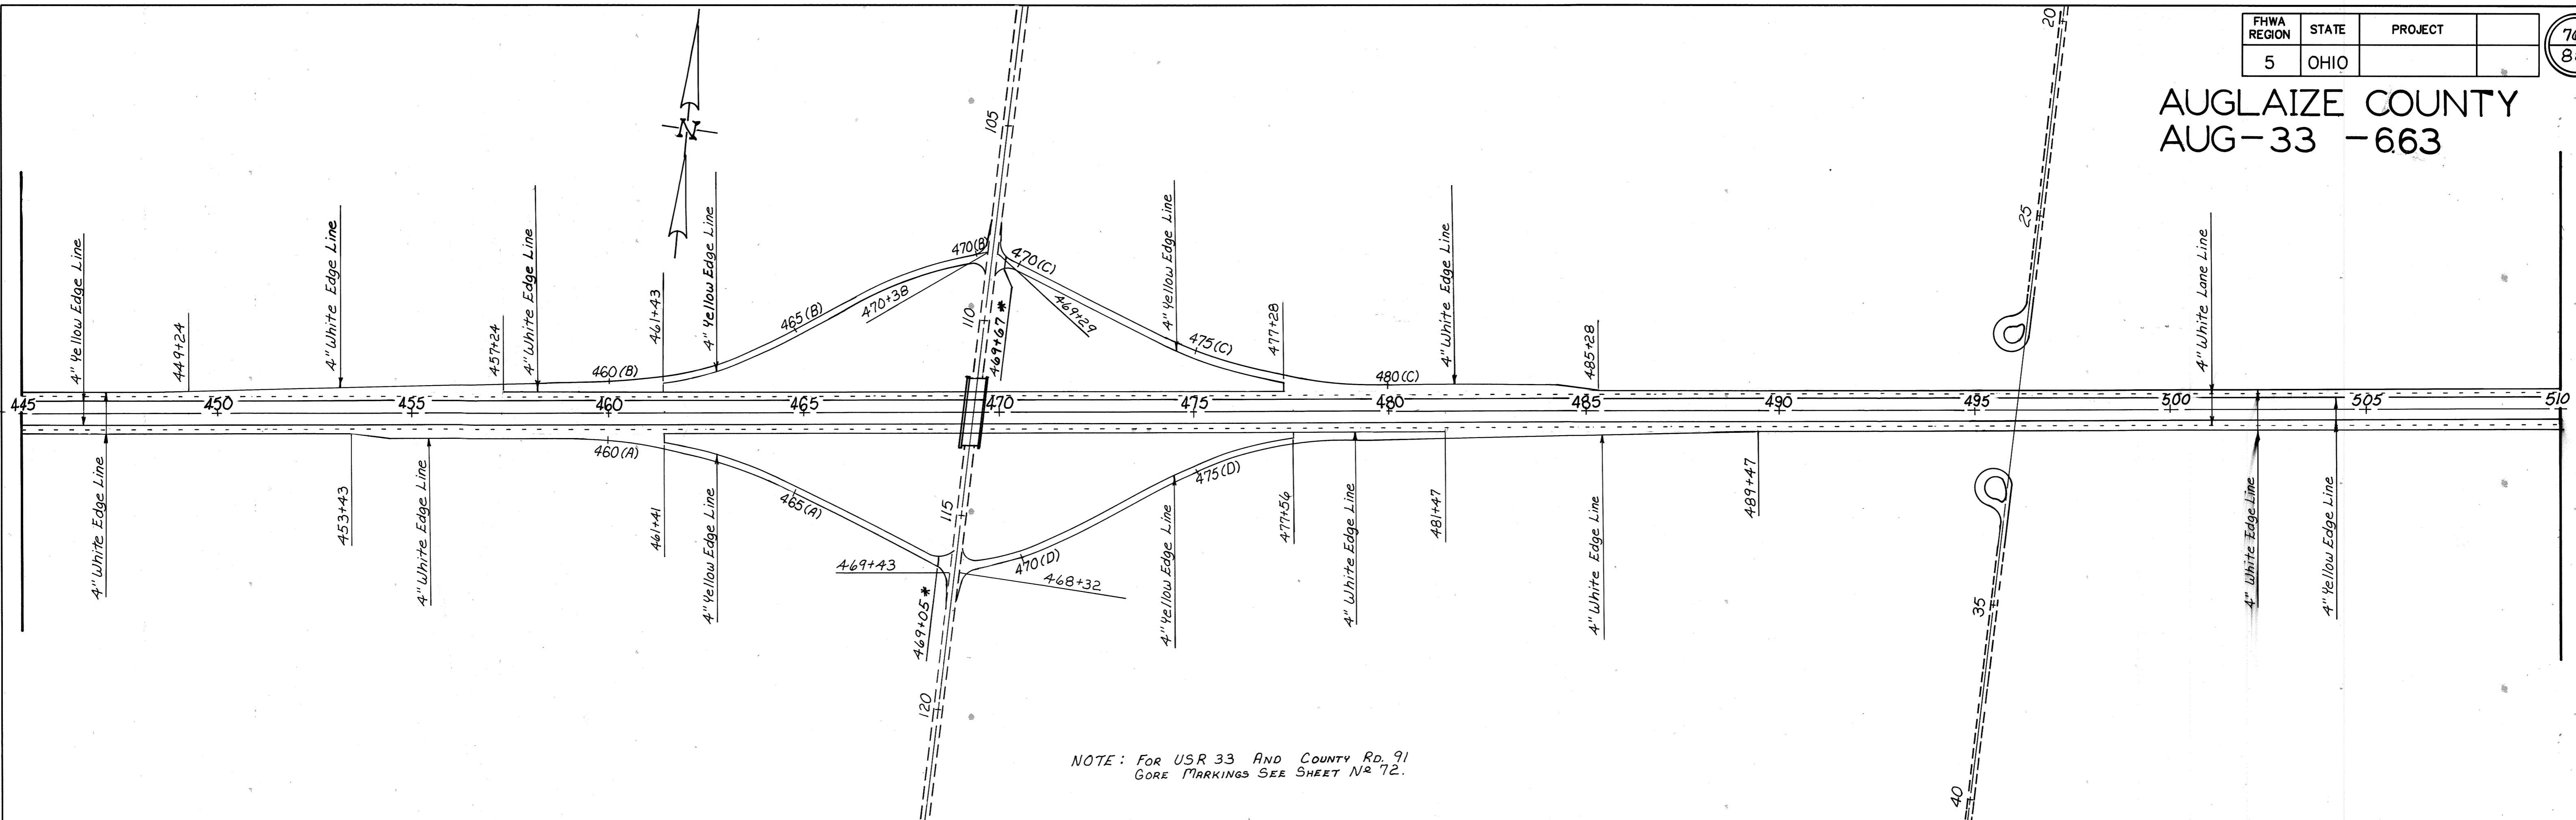 FHWA REGION STATE PROJECT
5 OHIO
AUGLAIZE COUNTY
AUG-33 -6.63
N
20
25
35
40
105
110
115
120
4" Yellow Edge Line
449+24
4" White Edge Line
457+24
4" White Edge Line
461+43
4" Yellow Edge Line
460(B)
465(B)
470(B)
470+38
469+67*
470(C)
469+29
4" Yellow Edge Line
475(C)
477+28
4" White Edge Line
480(C)
485+28
4" White Lane Line
445
450
455
460
465
470
475
480
485
490
495
500
505
510
4" White Edge Line
453+43
4" White Edge Line
460(A)
461+41
4" Yellow Edge Line
465(A)
469+43
469+05*
468+32
470(D)
4" Yellow Edge Line
475(D)
477+56
4" White Edge Line
481+47
4" White Edge Line
489+47
4" White Edge Line
4" Yellow Edge Line
NOTE: FOR USR 33 AND COUNTY RD. 91
GORE MARKINGS SEE SHEET Nº 72.